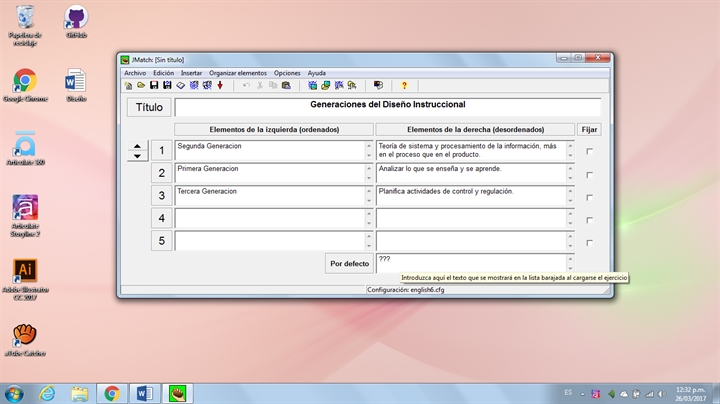 Papelera de
reciclaje
GitHub
Google Chrome
Diseño
Articulate 360
Articulate
Storyline 2
Adobe Illustrator
CC 2017
aTube Catcher
JMatch: [Sin título]
Archivo Edición Insertar Organizar elementos Opciones Ayuda
Título
Generaciones del Diseño Instruccional
Elementos de la izquierda (ordenados)
Elementos de la derecha (desordenados)
Fijar
1
Segunda Generacion
Teoría de sistema y procesamiento de la información, más
en el proceso que en el producto.
2
Primera Generacion
Analizar lo que se enseña y se aprende.
3
Tercera Generacion
Planifica actividades de control y regulación.
4
5
Por defecto
???
Introduzca aquí el texto que se mostrará en la lista barajada al cargarse el ejercicio
Configuración: english6.cfg
ES
12:32 p.m.
26/03/2017